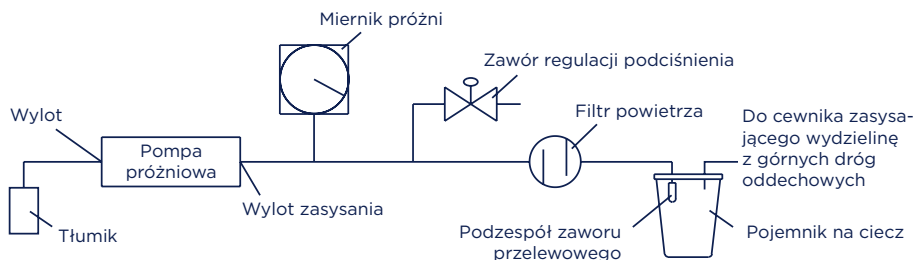 Miernik próżni
Zawór regulacji podciśnienia
Filtr powietrza
Do cewnika zasysa-
jącego wydzielinę
z górnych dróg
oddechowych
Wylot
Pompa
próżniowa
Wylot zasysania
Tłumik
Podzespół zaworu
przelewowego
Pojemnik na ciecz